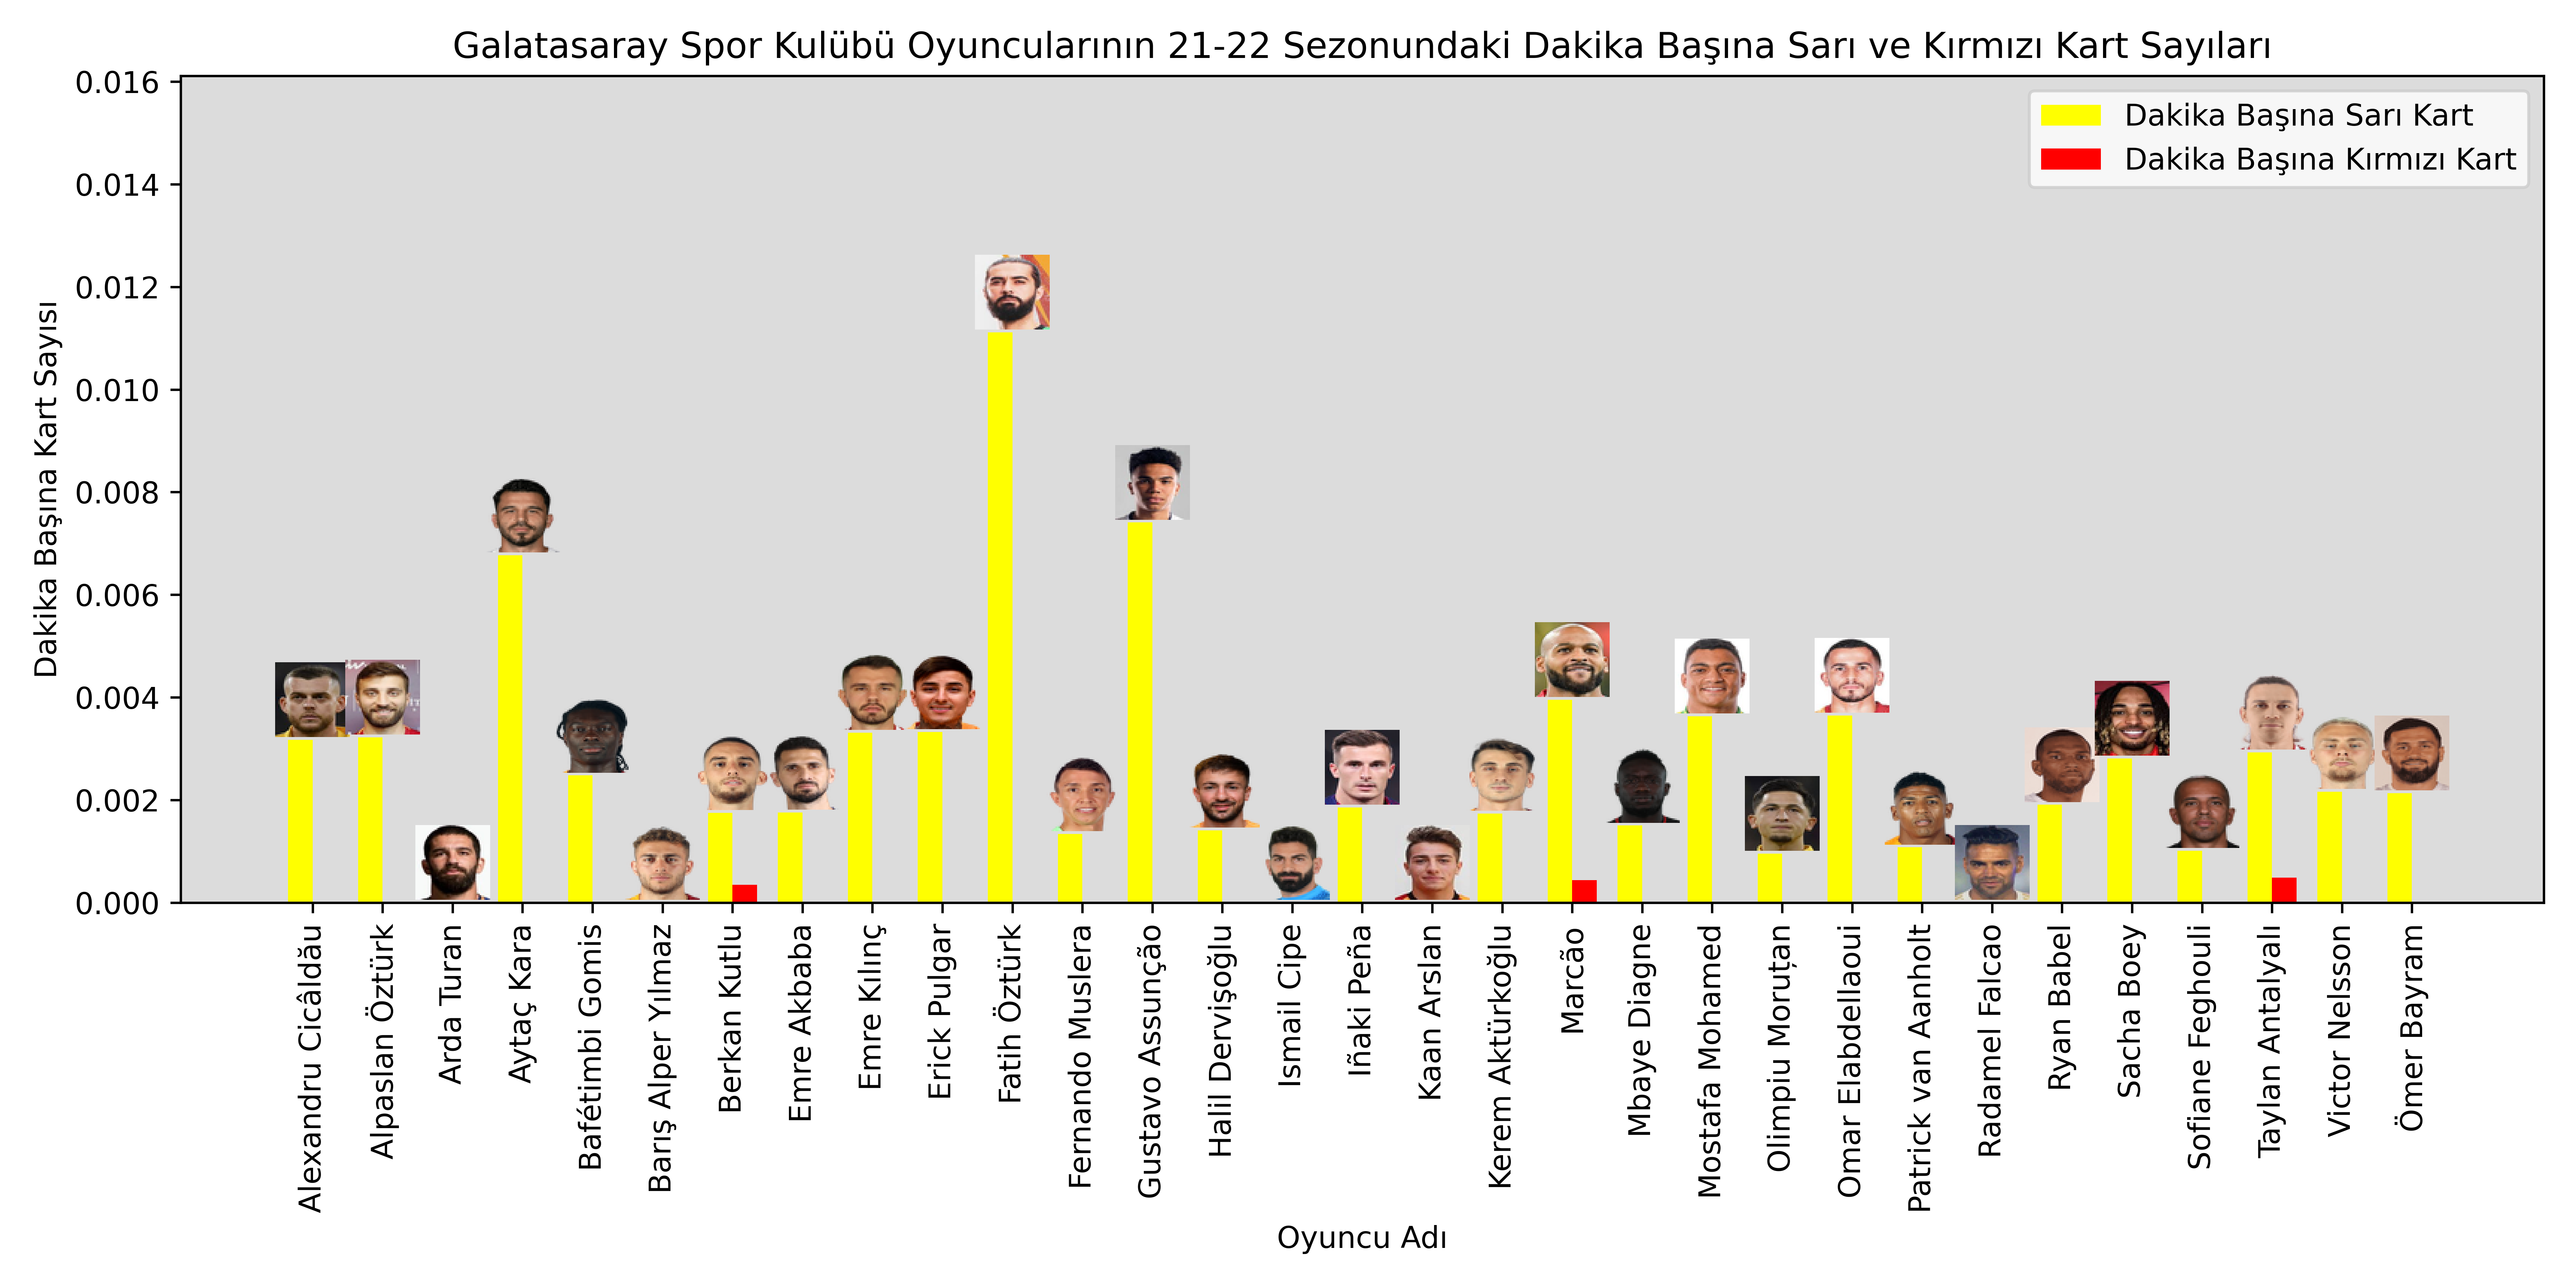 Galatasaray Spor Kulübü Oyuncularının 21-22 Sezonundaki Dakika Başına Sarı ve Kırmızı Kart Sayıları
Dakika Başına Sarı Kart
Dakika Başına Kırmızı Kart
Dakika Başına Kart Sayısı
0.016
0.014
0.012
0.010
0.008
0.006
0.004
0.002
0.000
Alexandru Cicâldău
Alpaslan Öztürk
Arda Turan
Aytaç Kara
Bafétimbi Gomis
Barış Alper Yılmaz
Berkan Kutlu
Emre Akbaba
Emre Kılınç
Erick Pulgar
Fatih Öztürk
Fernando Muslera
Gustavo Assunção
Halil Dervişoğlu
Ismail Cipe
Iñaki Peña
Kaan Arslan
Kerem Aktürkoğlu
Marcão
Mbaye Diagne
Mostafa Mohamed
Olimpiu Moruțan
Omar Elabdellaoui
Patrick van Aanholt
Radamel Falcao
Ryan Babel
Sacha Boey
Sofiane Feghouli
Taylan Antalyalı
Victor Nelsson
Ömer Bayram
Oyuncu Adı